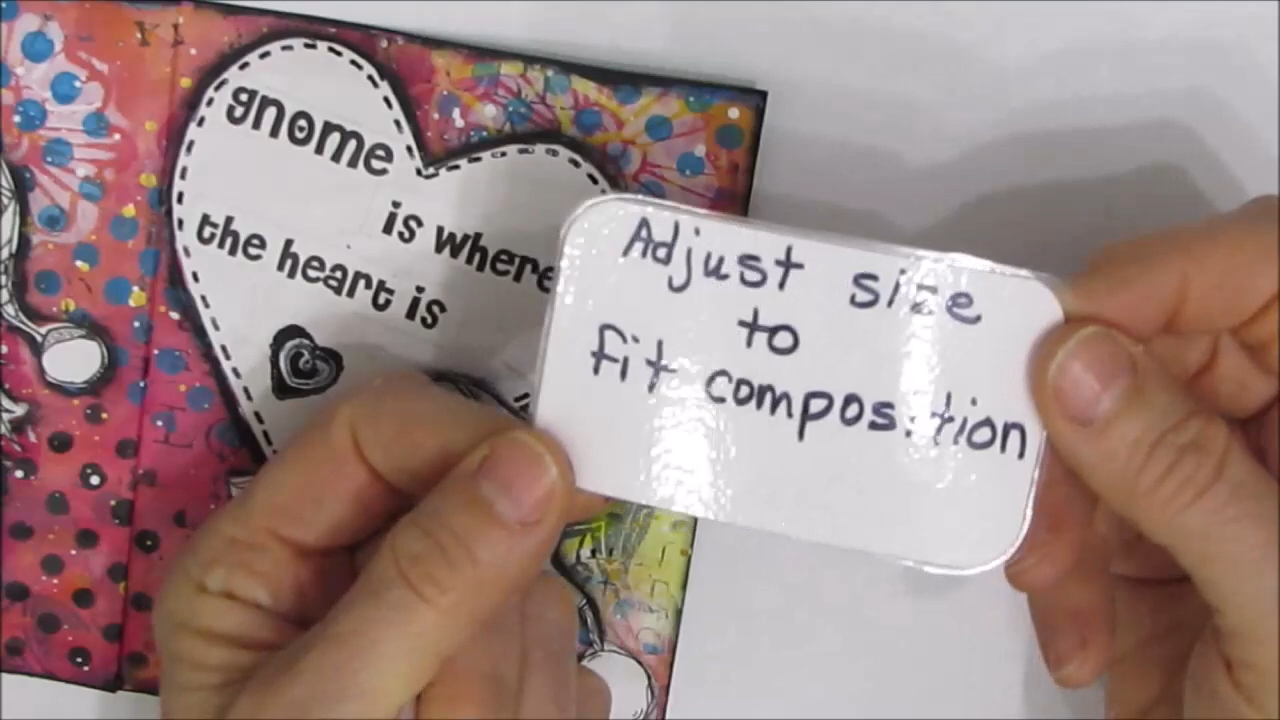 gnome
is where
the heart is
Adjust size
to
fit composition